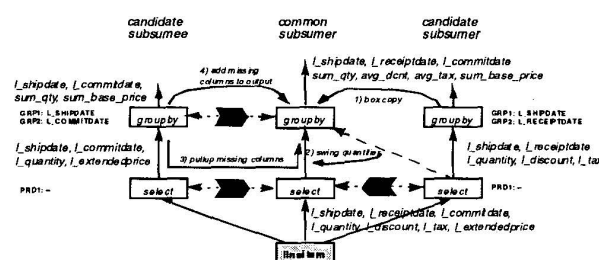 candidate subsumee
common subsumer
candidate subsumer
l_shipdate, l_commitdate,
sum_qty, sum_base_price
4) add missing
columns to output
l_shipdate, l_receiptdate, l_commitdate
sum_qty, avg_dcnt, avg_tax, sum_base_price
1) box copy
GRP1: L_SHIPDATE
GRP2: L_COMMITDATE
groupby
groupby
groupby
GRP1: L_SHIPDATE
GRP2: L_RECEIPTDATE
l_shipdate, l_commitdate,
l_quantity, l_extendedprice
3) pullup missing columns
2) swing quantifier
l_shipdate, l_receiptdate
l_quantity, l_discount, l_tax
PRD1: –
select
select
select
PRD1: –
l_shipdate, l_receiptdate, l_commitdate,
l_quantity, l_discount, l_tax, l_extendedprice
lineitem